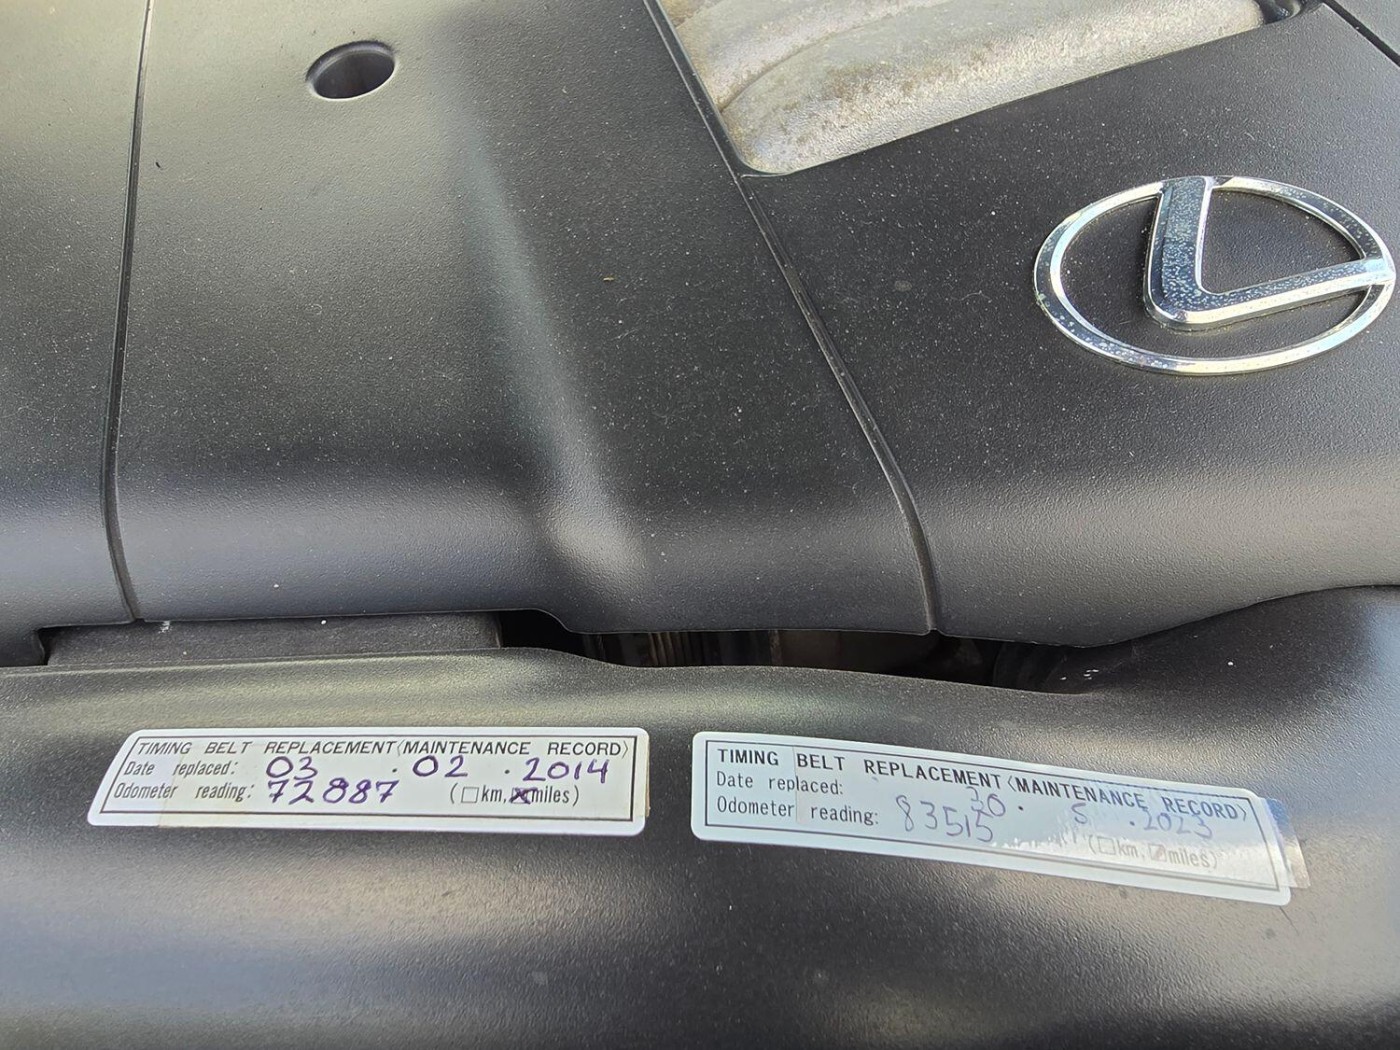 TIMING BELT REPLACEMENT(MAINTENANCE RECORD)
Date replaced: 03 . 02 . 2014
Odometer reading: 72887 (□km, ☒miles)
TIMING BELT REPLACEMENT(MAINTENANCE RECORD)
Date replaced: 30 . 5 . 2023
Odometer reading: 83515 (□km, ☑miles)